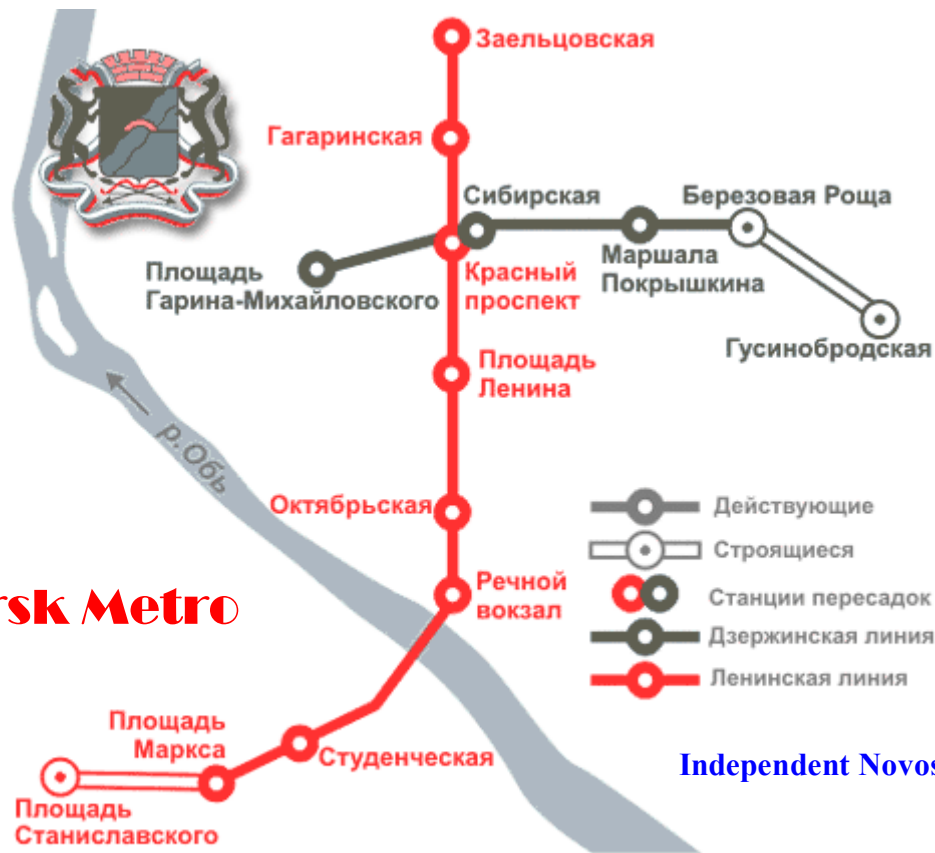 Заельцовская
Гагаринская
Сибирская
Березовая Роща
Площадь
Гарина-Михайловского
Красный
проспект
Маршала
Покрышкина
Гусинобродская
Площадь
Ленина
р.Обь
Октябрьская
Речной
вокзал
Действующие
Строящиеся
Станции пересадок
Дзержинская линия
Ленинская линия
rsk Metro
Площадь
Маркса
Студенческая
Площадь
Станиславского
Independent Novos